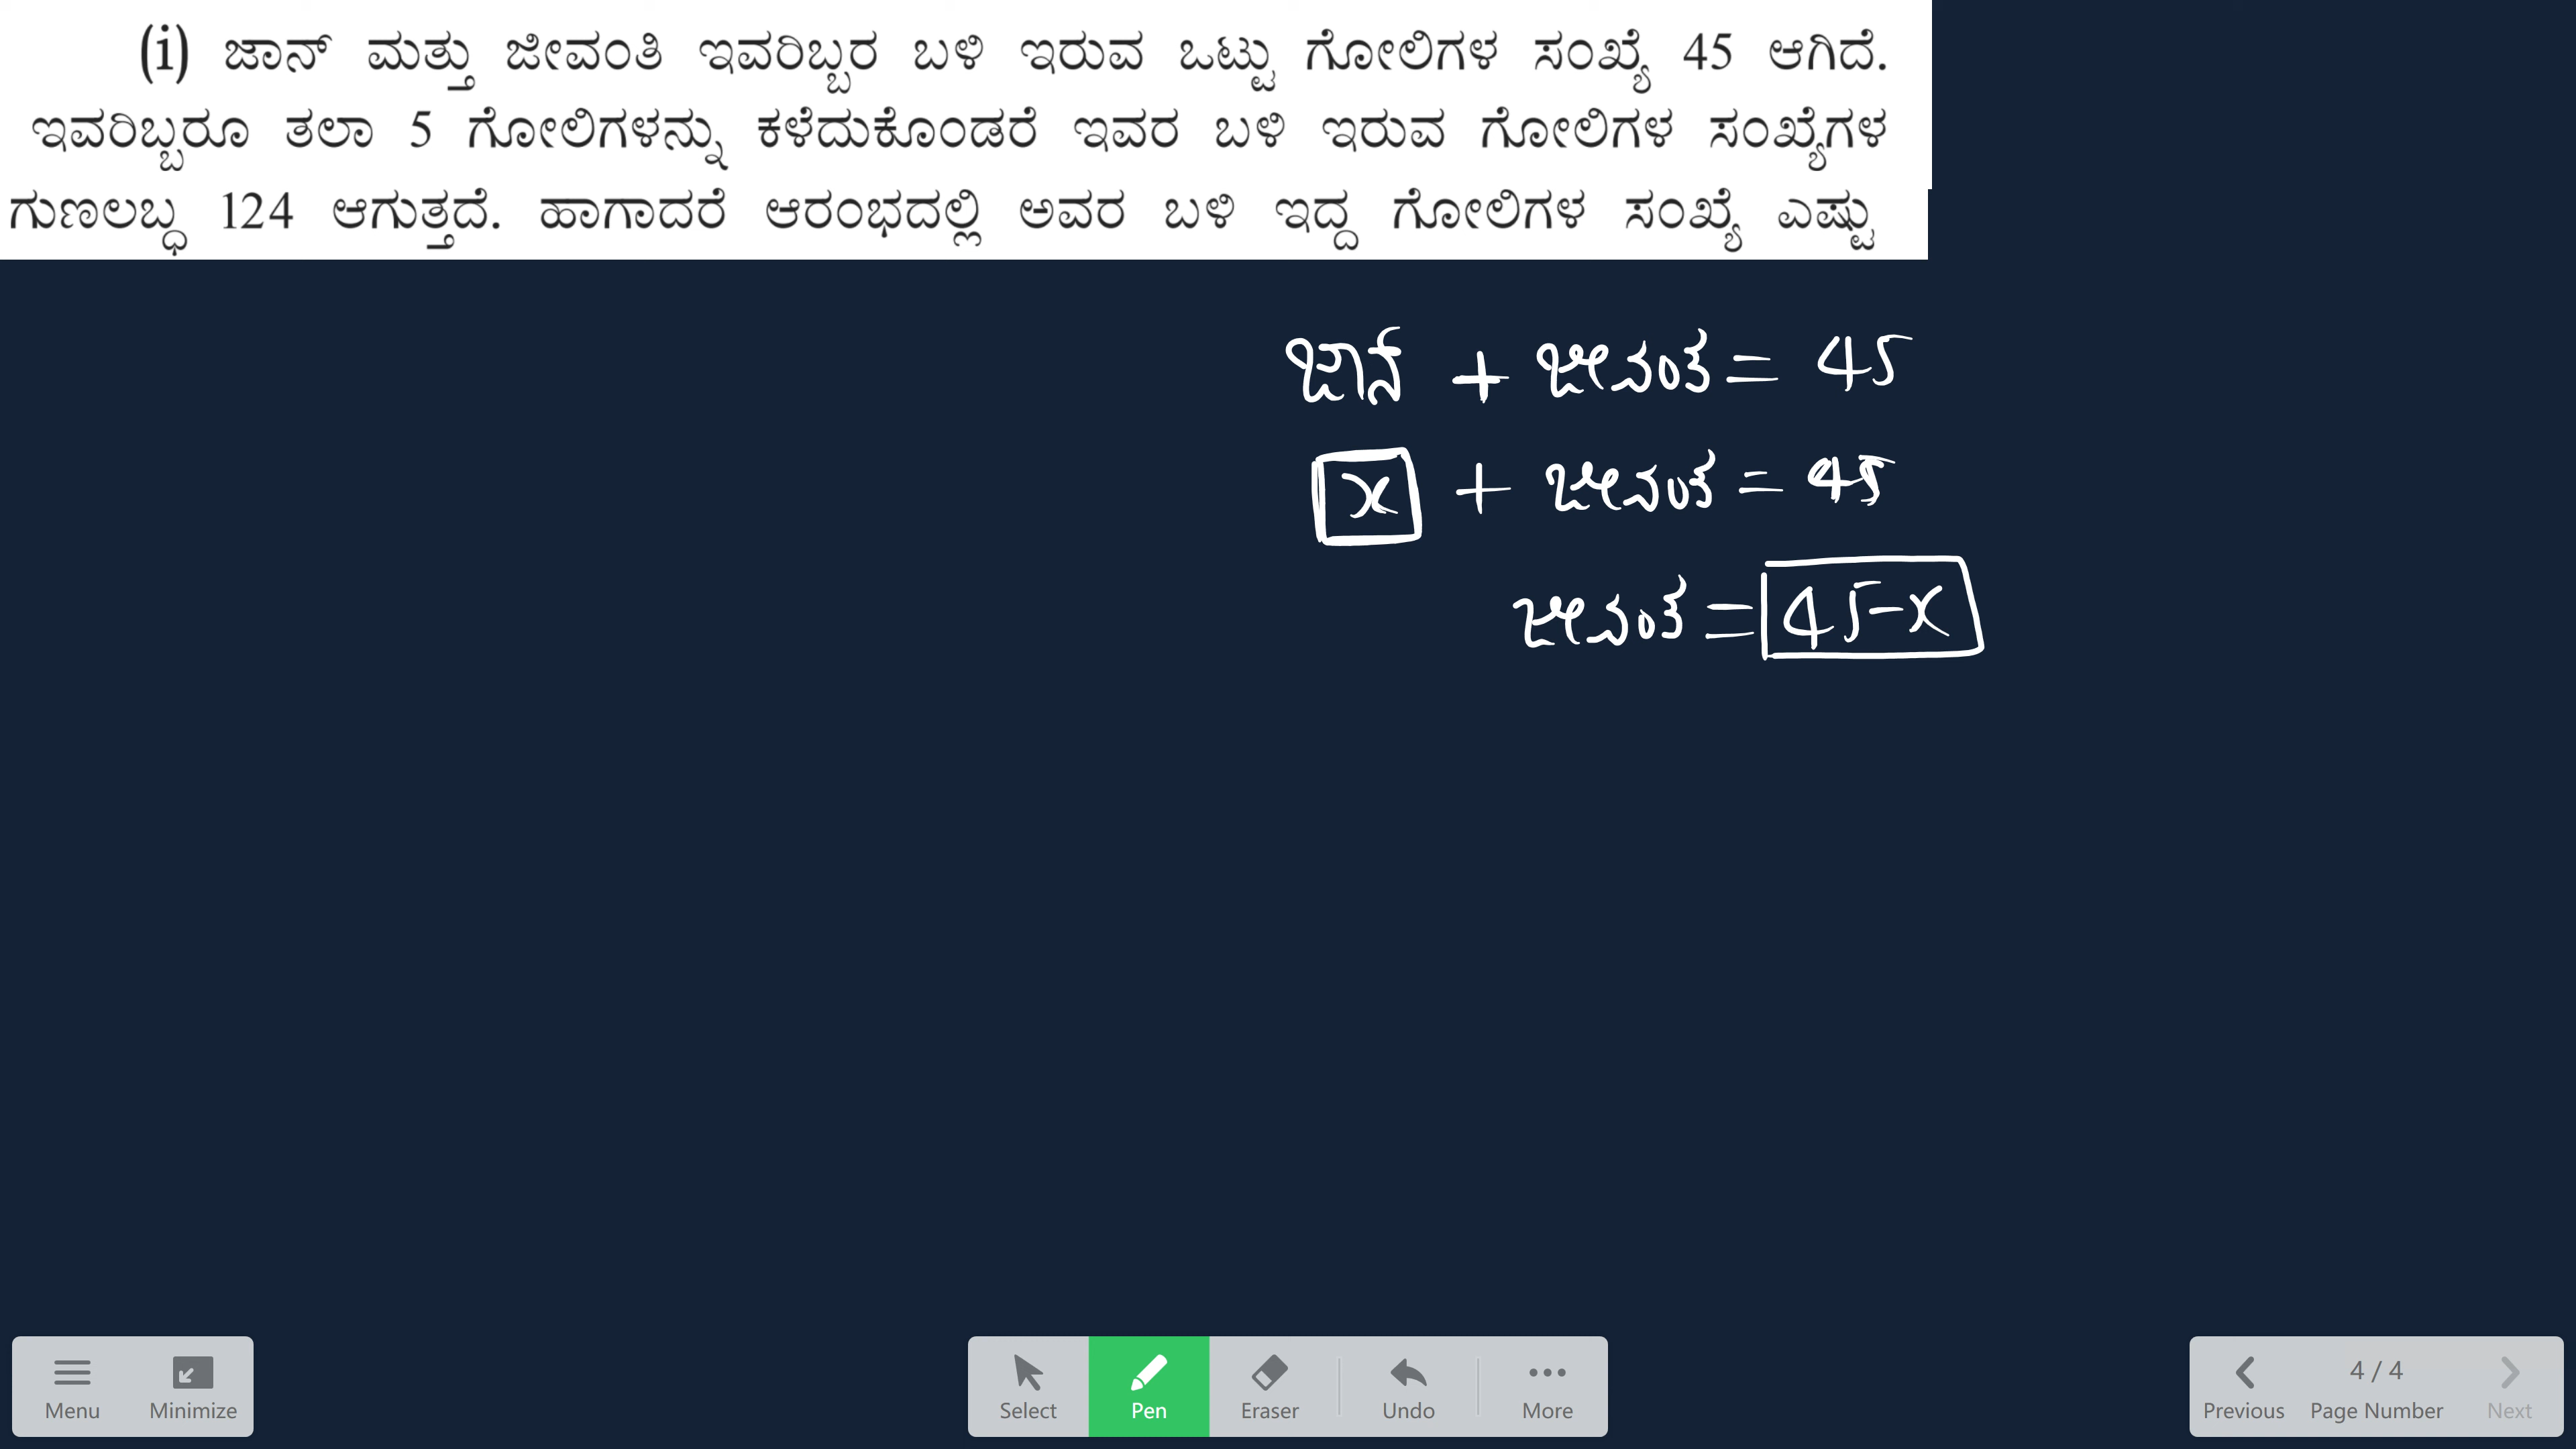 (i) ಜಾನ್ ಮತ್ತು ಜೀವಂತಿ ಇವರಿಬ್ಬರ ಬಳಿ ಇರುವ ಒಟ್ಟು ಗೋಲಿಗಳ ಸಂಖ್ಯೆ 45 ಆಗಿದೆ.
ಇವರಿಬ್ಬರೂ ತಲಾ 5 ಗೋಲಿಗಳನ್ನು ಕಳೆದುಕೊಂಡರೆ ಇವರ ಬಳಿ ಇರುವ ಗೋಲಿಗಳ ಸಂಖ್ಯೆಗಳ
ಗುಣಲಬ್ಧ 124 ಆಗುತ್ತದೆ. ಹಾಗಾದರೆ ಆರಂಭದಲ್ಲಿ ಅವರ ಬಳಿ ಇದ್ದ ಗೋಲಿಗಳ ಸಂಖ್ಯೆ ಎಷ್ಟು
ಜಾನ್ + ಜೀವಂತಿ = 45
x + ಜೀವಂತಿ = 45
ಜೀವಂತಿ = 45-x
Menu Minimize Select Pen Eraser Undo More Previous 4 / 4 Page Number Next